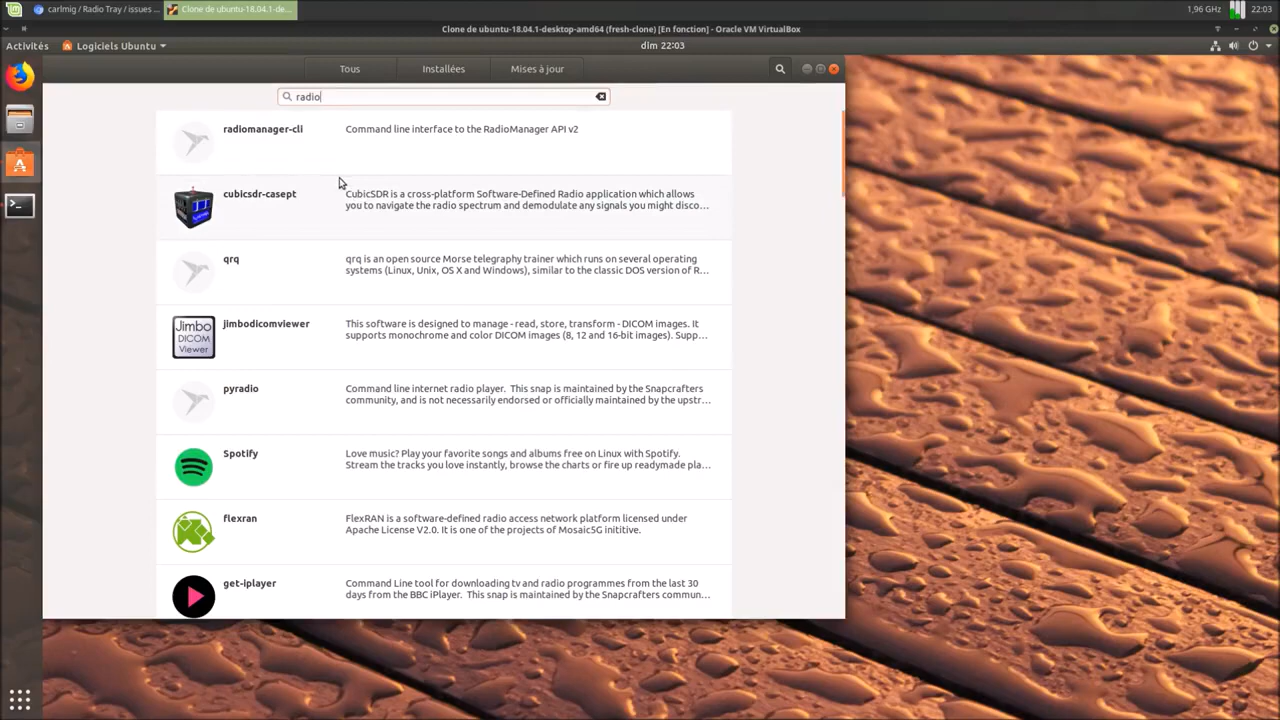 carlmig / Radio Tray / issues ...
Clone de ubuntu-18.04.1-de...
1,96 GHz
22:03
Clone de ubuntu-18.04.1-desktop-amd64 (fresh-clone) [En fonction] - Oracle VM VirtualBox
Activités
Logiciels Ubuntu
dim 22:03
Tous
Installées
Mises à jour
radio
radiomanager-cli
Command line interface to the RadioManager API v2
cubicsdr-casept
CubicSDR is a cross-platform Software-Defined Radio application which allows
you to navigate the radio spectrum and demodulate any signals you might disco...
qrq
qrq is an open source Morse telegraphy trainer which runs on several operating
systems (Linux, Unix, OS X and Windows), similar to the classic DOS version of R...
Jimbo
DICOM
Viewer
jimbodicomviewer
This software is designed to manage - read, store, transform - DICOM images. It
supports monochrome and color DICOM images (8, 12 and 16-bit images). Supp...
pyradio
Command line internet radio player. This snap is maintained by the Snapcrafters
community, and is not necessarily endorsed or officially maintained by the upstr...
Spotify
Love music? Play your favorite songs and albums free on Linux with Spotify.
Stream the tracks you love instantly, browse the charts or fire up readymade pla...
flexran
FlexRAN is a software-defined radio access network platform licensed under
Apache License V2.0. It is one of the projects of Mosaic5G inititive.
get-iplayer
Command Line tool for downloading tv and radio programmes from the last 30
days from the BBC iPlayer. This snap is maintained by the Snapcrafters commun...